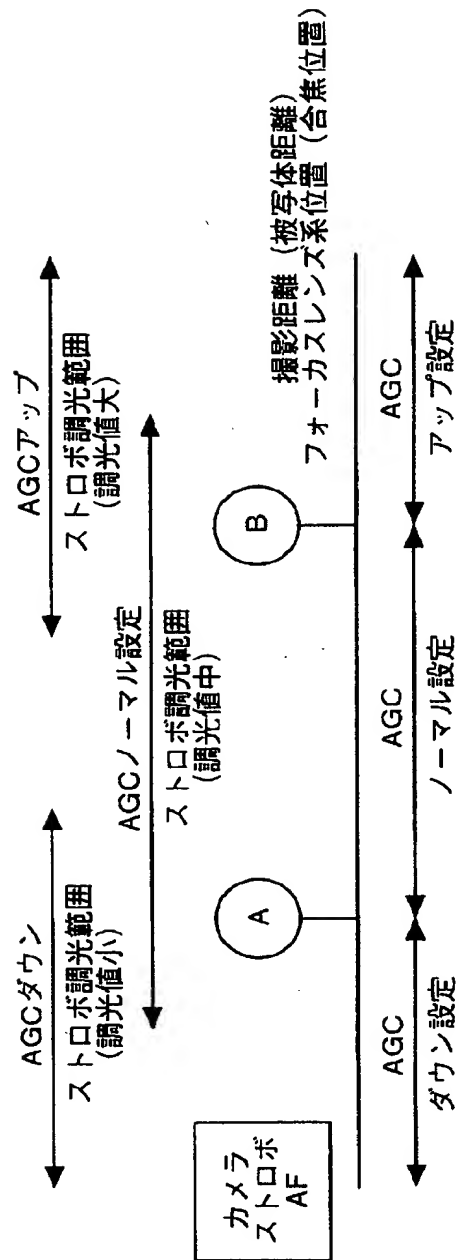 AGCダウン
ストロボ調光範囲
(調光値小)
AGCアップ
ストロボ調光範囲
(調光値大)
AGCノーマル設定
ストロボ調光範囲
(調光値中)
カメラ
ストロボ
AF
A
B
撮影距離 (被写体距離)
フォーカスレンズ系位置 (合焦位置)
AGC
ダウン設定
AGC
ノーマル設定
AGC
アップ設定